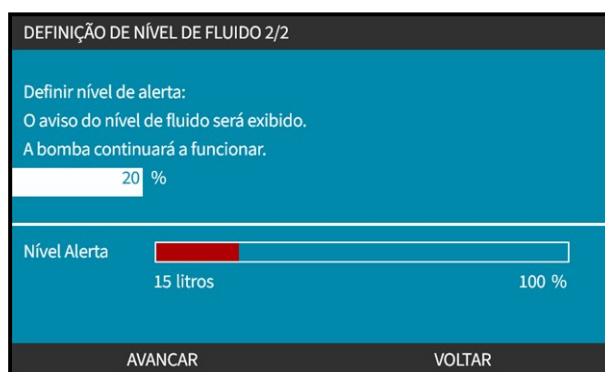 DEFINIÇÃO DE NÍVEL DE FLUIDO 2/2
Definir nível de alerta:
O aviso do nível de fluido será exibido.
A bomba continuará a funcionar.
20 %
Nível Alerta
15 litros 100 %
AVANCAR VOLTAR